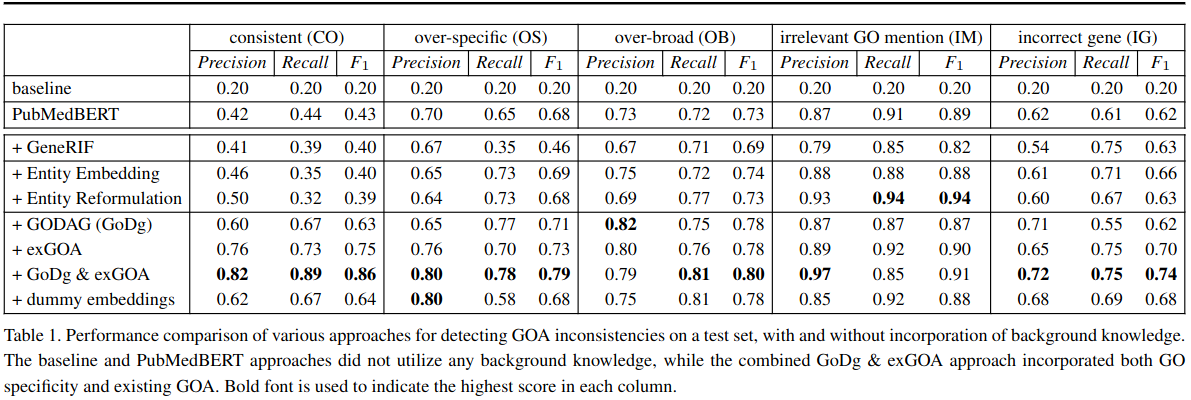 consistent (CO) over-specific (OS) over-broad (OB) irrelevant GO mention (IM) incorrect gene (IG)
Precision Recall F1 Precision Recall F1 Precision Recall F1 Precision Recall F1 Precision Recall F1
baseline 0.20 0.20 0.20 0.20 0.20 0.20 0.20 0.20 0.20 0.20 0.20 0.20 0.20 0.20 0.20
PubMedBERT 0.42 0.44 0.43 0.70 0.65 0.68 0.73 0.72 0.73 0.87 0.91 0.89 0.62 0.61 0.62
+ GeneRIF 0.41 0.39 0.40 0.67 0.35 0.46 0.67 0.71 0.69 0.79 0.85 0.82 0.54 0.75 0.63
+ Entity Embedding 0.46 0.35 0.40 0.65 0.73 0.69 0.75 0.72 0.74 0.88 0.88 0.88 0.61 0.71 0.66
+ Entity Reformulation 0.50 0.32 0.39 0.64 0.73 0.68 0.69 0.77 0.73 0.93 0.94 0.94 0.60 0.67 0.63
+ GODAG (GoDg) 0.60 0.67 0.63 0.65 0.77 0.71 0.82 0.75 0.78 0.87 0.87 0.87 0.71 0.55 0.62
+ exGOA 0.76 0.73 0.75 0.76 0.70 0.73 0.80 0.76 0.78 0.89 0.92 0.90 0.65 0.75 0.70
+ GoDg & exGOA 0.82 0.89 0.86 0.80 0.78 0.79 0.79 0.81 0.80 0.97 0.85 0.91 0.72 0.75 0.74
+ dummy embeddings 0.62 0.67 0.64 0.80 0.58 0.68 0.75 0.81 0.78 0.85 0.92 0.88 0.68 0.69 0.68
Table 1. Performance comparison of various approaches for detecting GOA inconsistencies on a test set, with and without incorporation of background knowledge.
The baseline and PubMedBERT approaches did not utilize any background knowledge, while the combined GoDg & exGOA approach incorporated both GO
specificity and existing GOA. Bold font is used to indicate the highest score in each column.